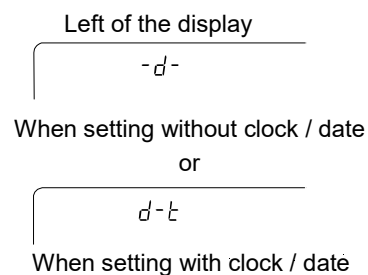 Left of the display
-d-
When setting without clock / date
or
d-t
When setting with clock / date